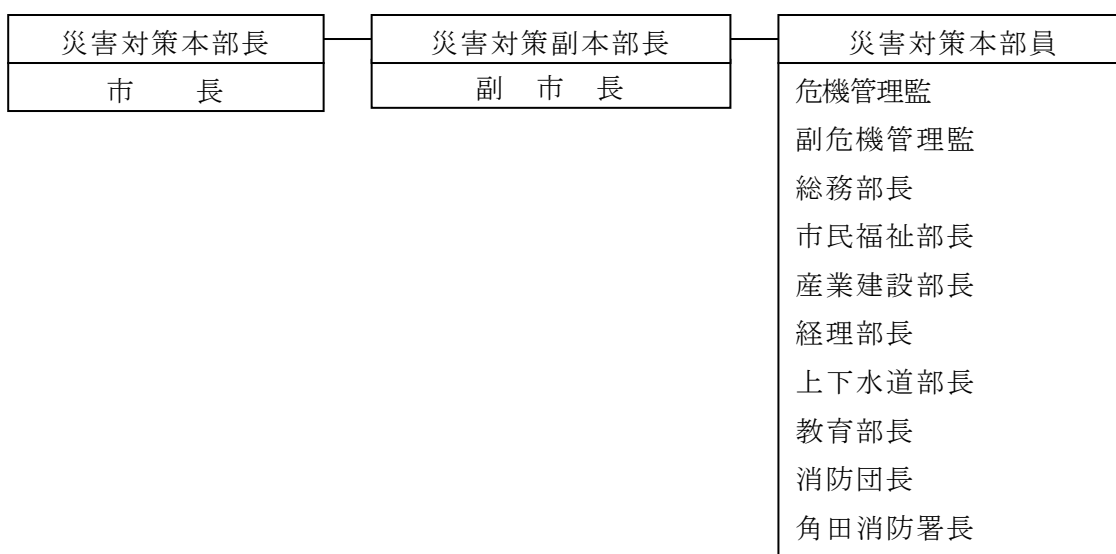 災害対策本部長
市長
災害対策副本部長
副市長
災害対策本部員
危機管理監
副危機管理監
総務部長
市民福祉部長
産業建設部長
経理部長
上下水道部長
教育部長
消防団長
角田消防署長